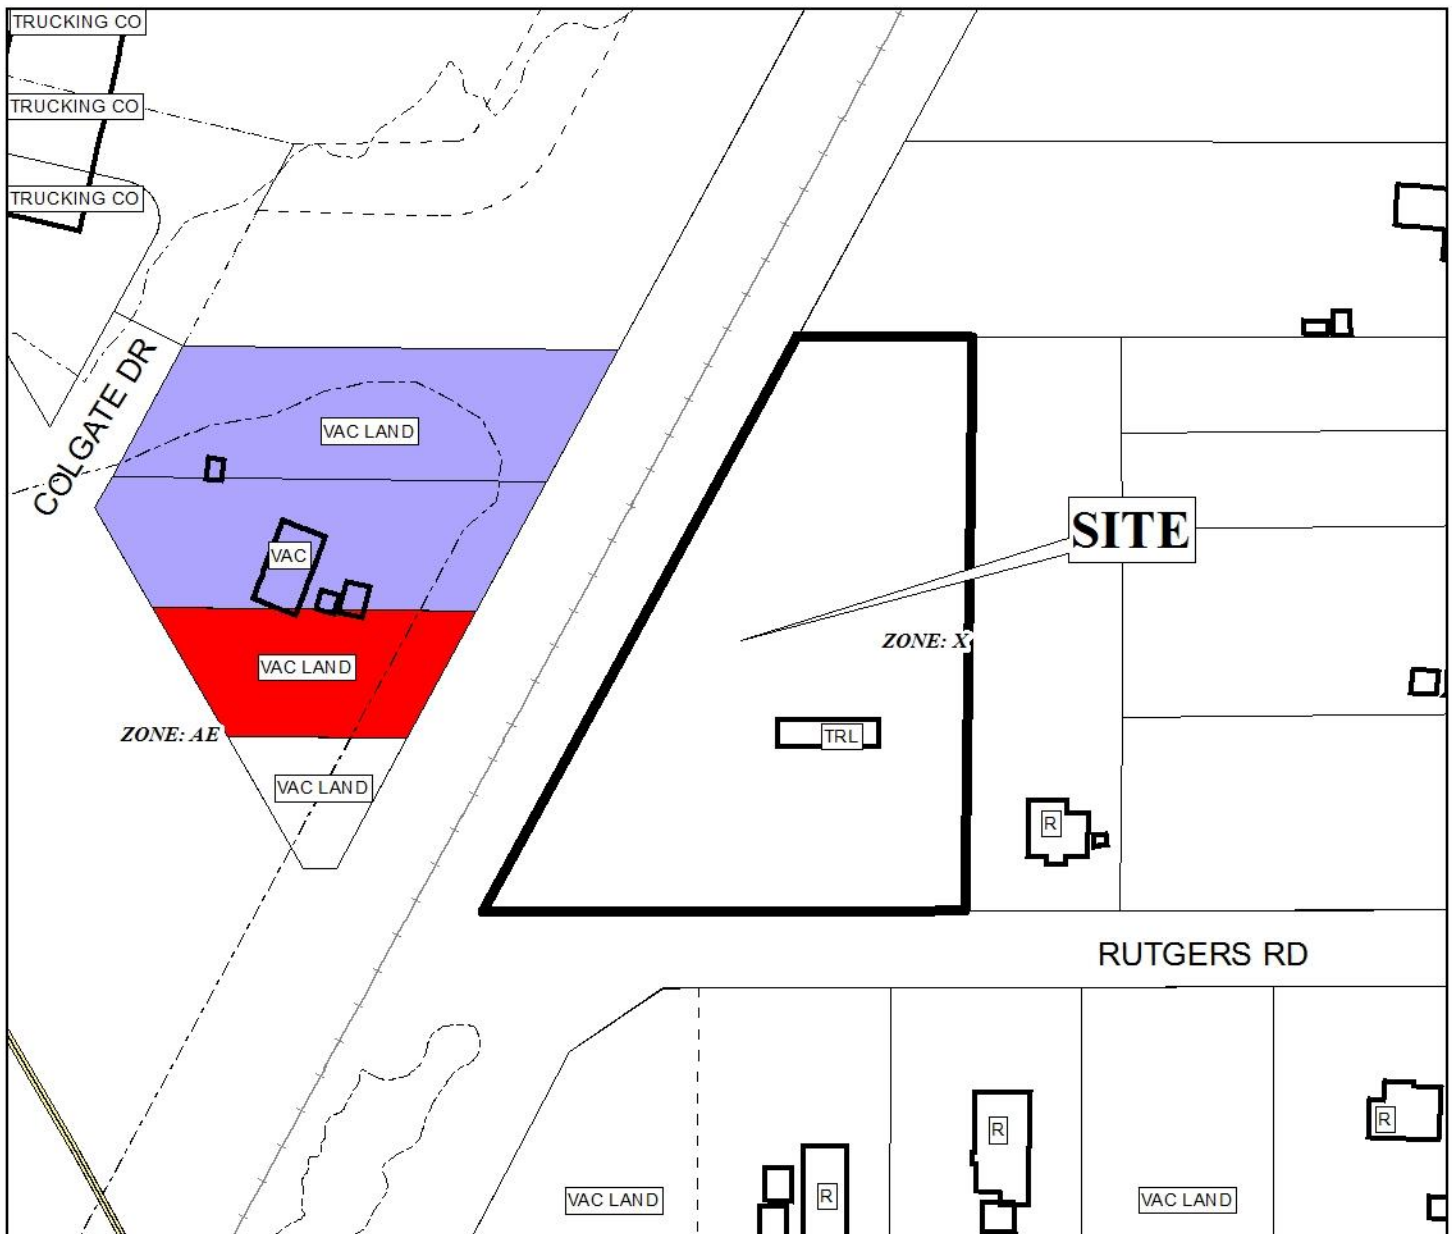 TRUCKING CO
TRUCKING CO
TRUCKING CO
COLGATE DR
VAC LAND
SITE
VAC
ZONE: X
VAC LAND
ZONE: AE
TRL
VAC LAND
R
RUTGERS RD
R
R
VAC LAND
R
VAC LAND